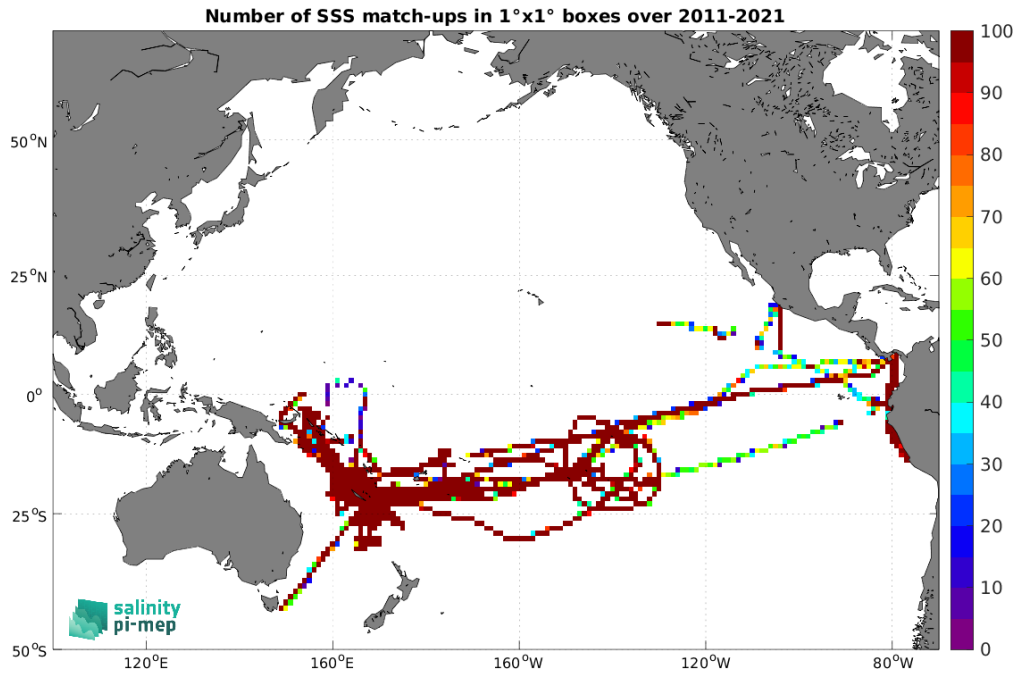 Number of SSS match-ups in 1°x1° boxes over 2011-2021
50°N
25°N
0°
25°S
50°S
120°E
160°E
160°W
120°W
80°W
100
90
80
70
60
50
40
30
20
10
0
salinity
pi-mep